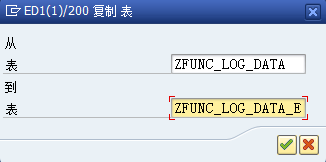 ED1(1)/200 复制 表
从
表 ZFUNC_LOG_DATA
到
表 ZFUNC_LOG_DATA_E